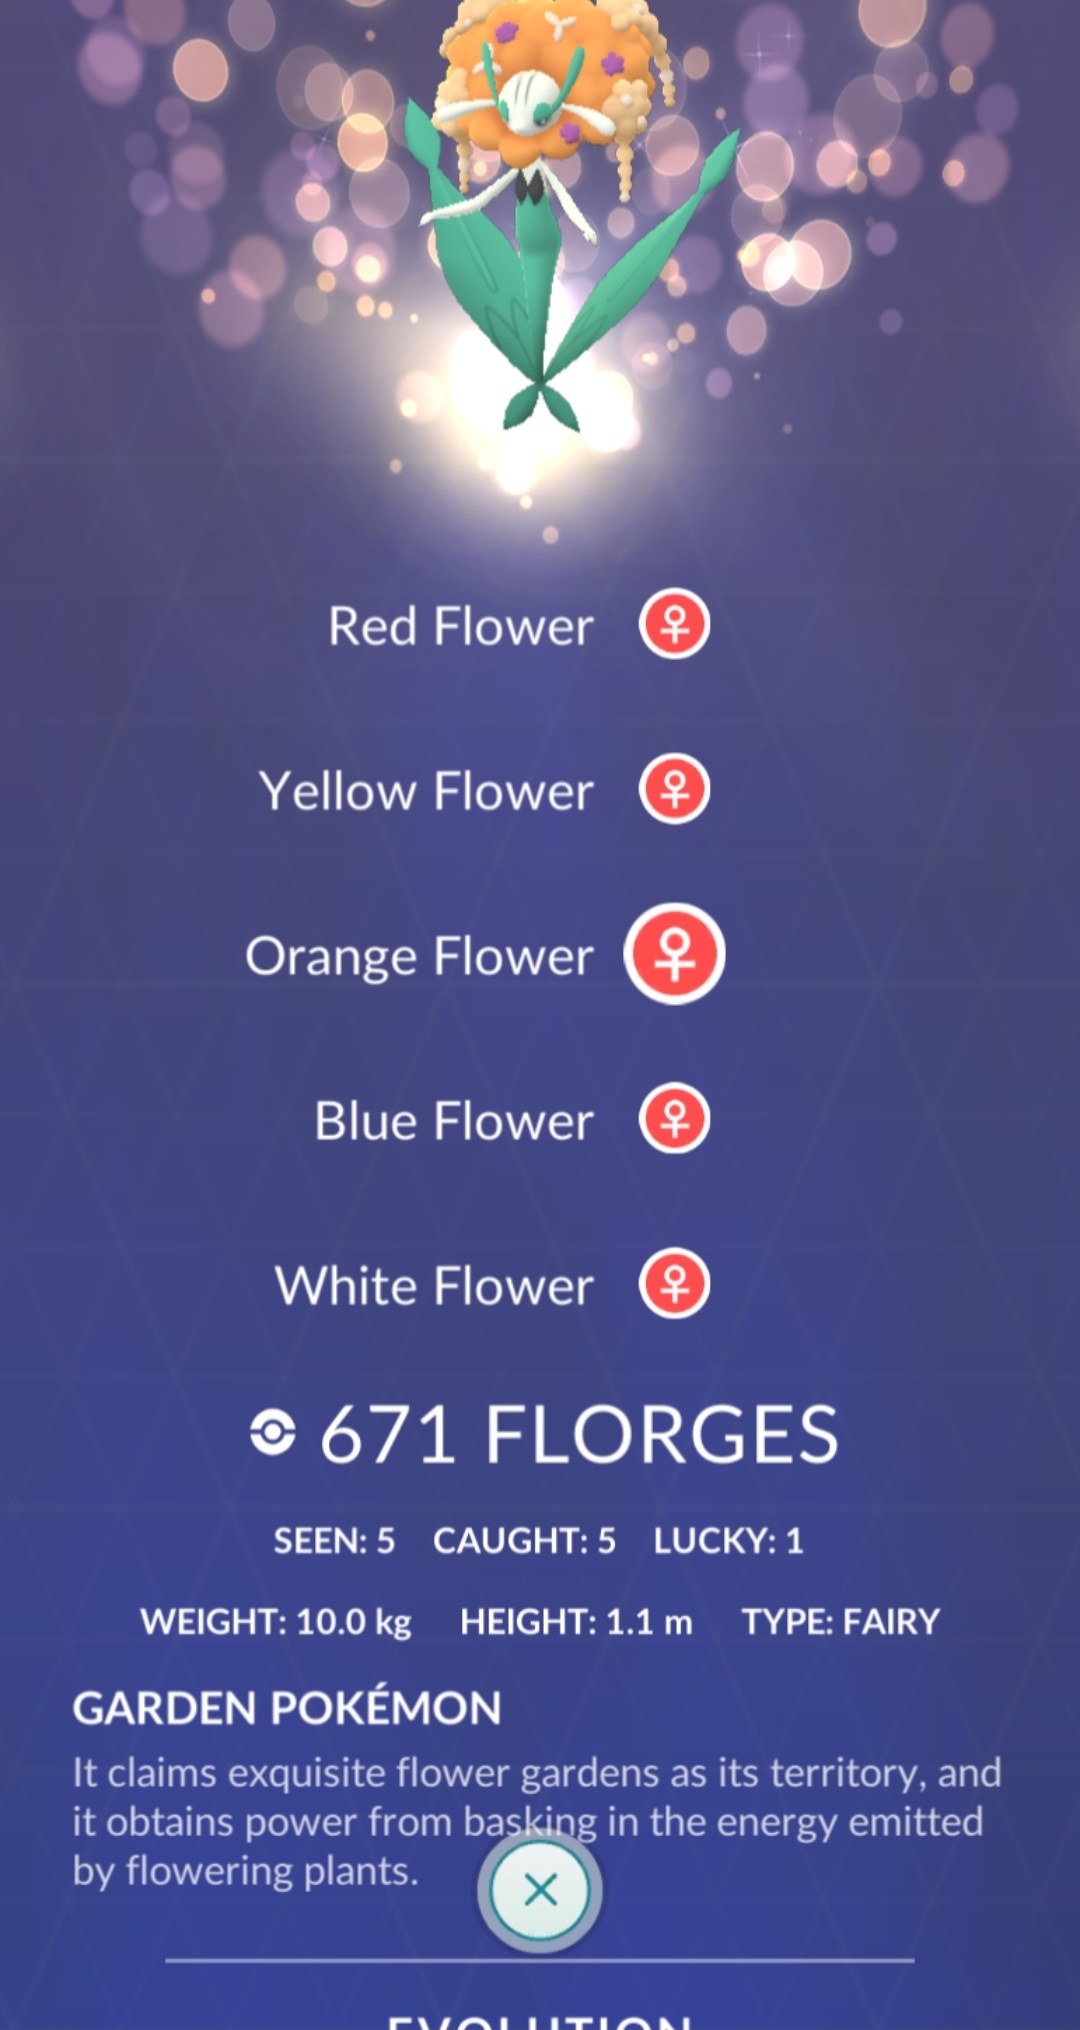 Red Flower
Yellow Flower
Orange Flower
Blue Flower
White Flower
671 FLORGES
SEEN: 5 CAUGHT: 5 LUCKY: 1
WEIGHT: 10.0 kg HEIGHT: 1.1 m TYPE: FAIRY
GARDEN POKÉMON
It claims exquisite flower gardens as its territory, and
it obtains power from basking in the energy emitted
by flowering plants.
EVOLUTION